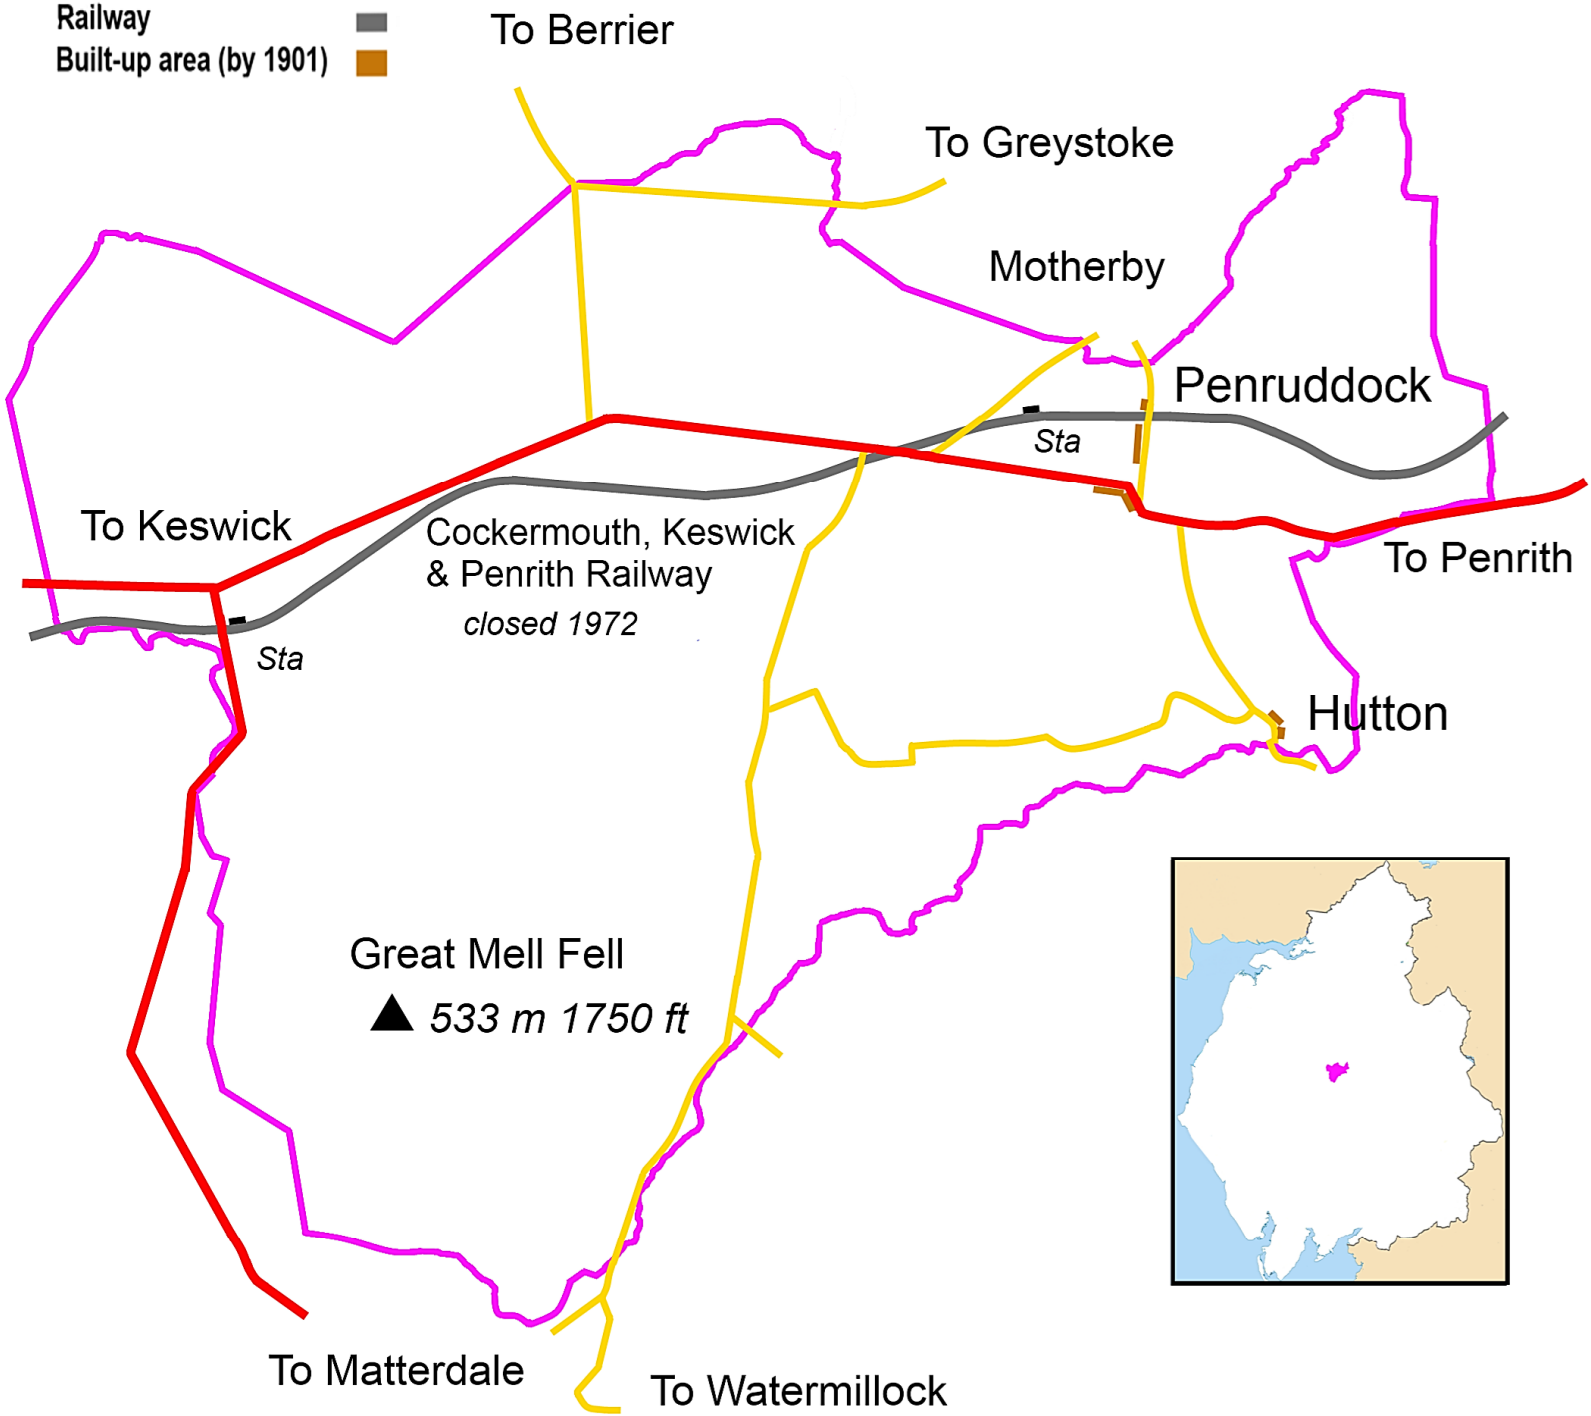 Railway
Built-up area (by 1901)
To Berrier
To Greystoke
Motherby
Penruddock
Sta
To Keswick
Cockermouth, Keswick
& Penrith Railway
closed 1972
To Penrith
Sta
Hutton
Great Mell Fell
533 m 1750 ft
To Matterdale
To Watermillock